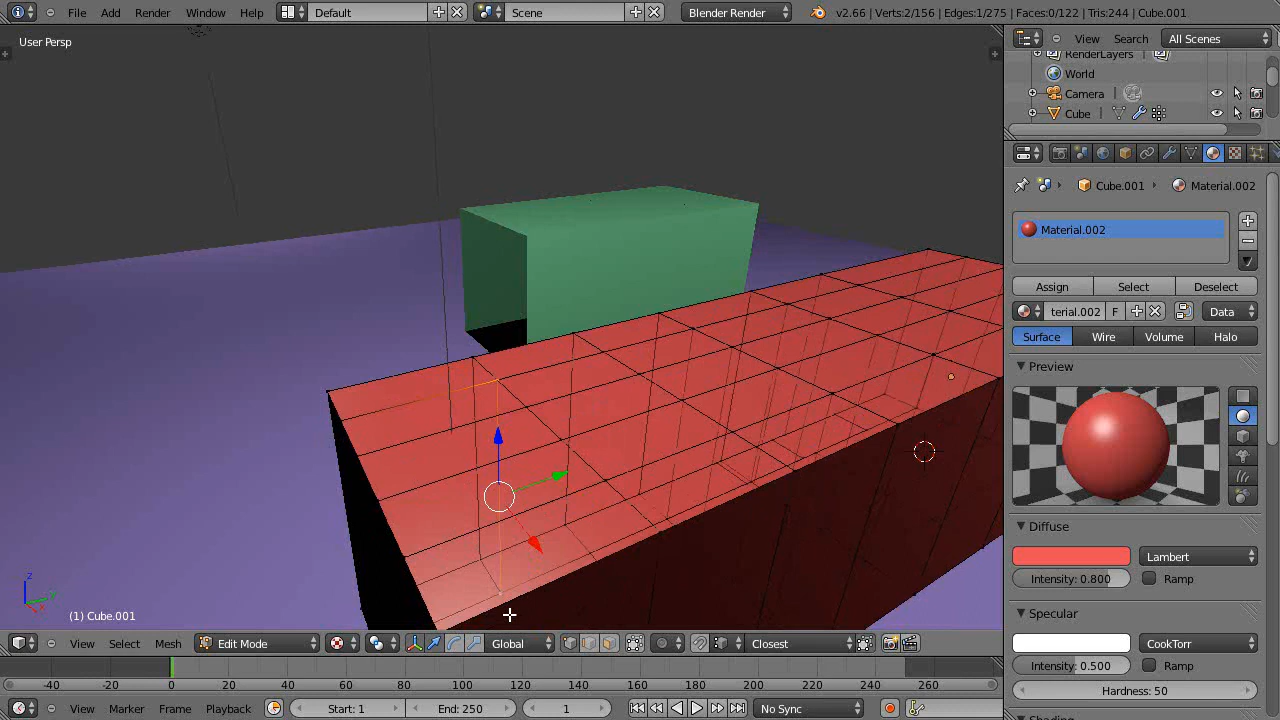 File Add Render Window Help Default Scene Blender Render v2.66 | Verts:2/156 | Edges:1/275 | Faces:0/122 | Tris:244 | Cube.001
User Persp
View Search All Scenes
RenderLayers
World
Camera
Cube
Cube.001 Material.002
Material.002
Assign Select Deselect
terial.002 F Data
Surface Wire Volume Halo
Preview
Diffuse
Lambert
Intensity: 0.800 Ramp
Specular
CookTorr
Intensity: 0.500 Ramp
Hardness: 50
Z
Y
X
(1) Cube.001
View Select Mesh Edit Mode Global Closest
-40 -20 0 20 40 60 80 100 120 140 160 180 200 220 240 260
View Marker Frame Playback Start: 1 End: 250 1 No Sync